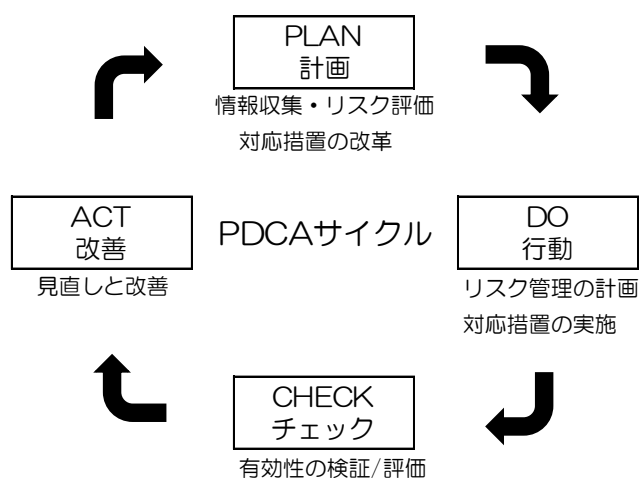 PLAN
計画
情報収集・リスク評価
対応措置の改革
ACT
改善
見直しと改善
PDCAサイクル
DO
行動
リスク管理の計画
対応措置の実施
CHECK
チェック
有効性の検証/評価